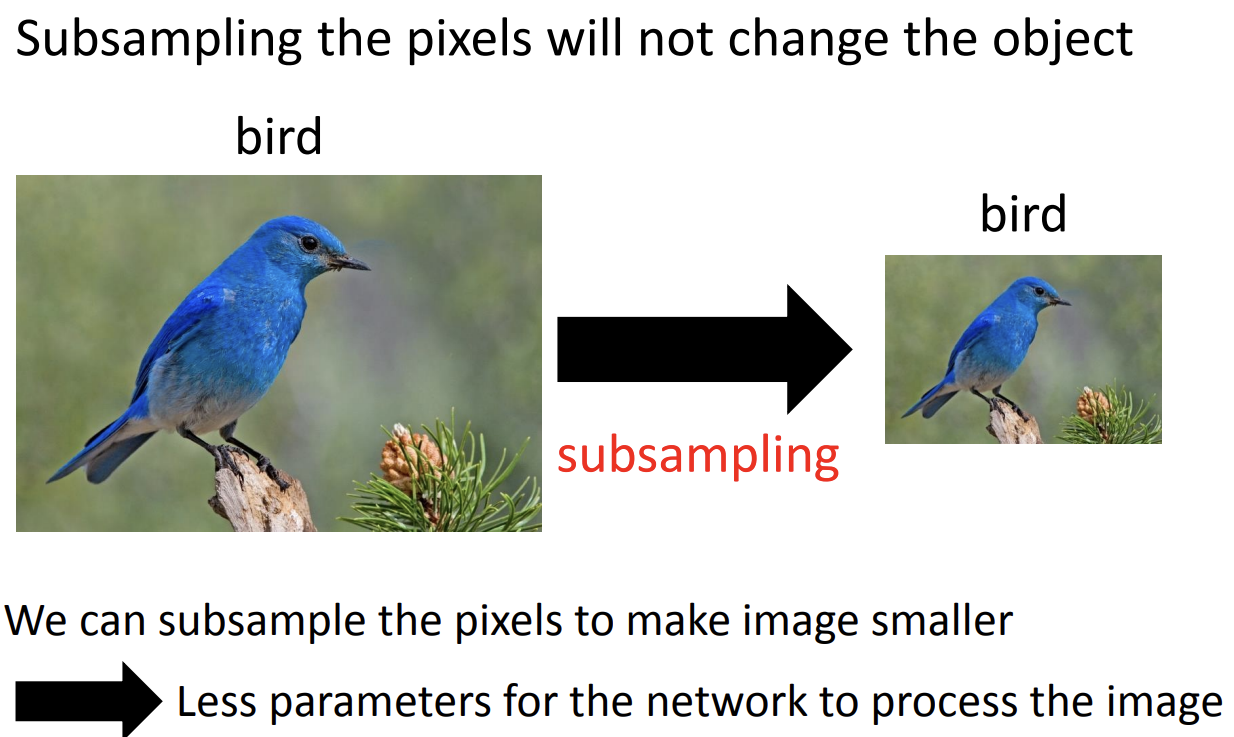 Subsampling the pixels will not change the object
bird
bird
subsampling
We can subsample the pixels to make image smaller
Less parameters for the network to process the image